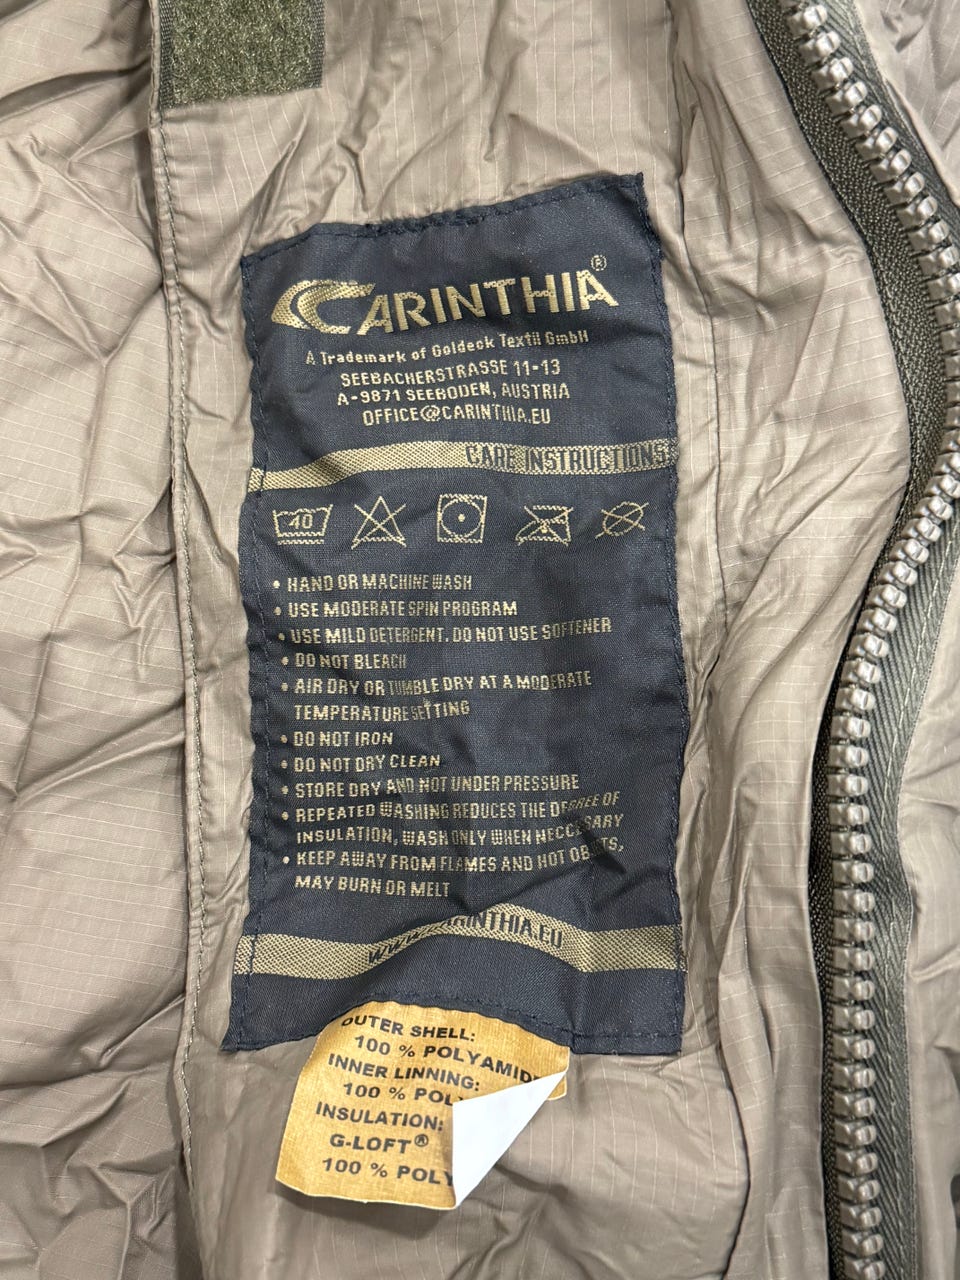 CARINTHIA®
A Trademark of Goldeck Textil GmbH
SEEBACHERSTRASSE 11-13
A-9871 SEEBODEN, AUSTRIA
OFFICE@CARINTHIA.EU
CARE INSTRUCTIONS
40
• HAND OR MACHINE WASH
• USE MODERATE SPIN PROGRAM
• USE MILD DETERGENT. DO NOT USE SOFTENER
• DO NOT BLEACH
• AIR DRY OR TUMBLE DRY AT A MODERATE
TEMPERATURE SETTING
• DO NOT IRON
• DO NOT DRY CLEAN
• STORE DRY AND NOT UNDER PRESSURE
• REPEATED WASHING REDUCES THE DEGREE OF
INSULATION, WASH ONLY WHEN NECCESARY
• KEEP AWAY FROM FLAMES AND HOT
MAY BURN OR MELT
WWW.CARINTHIA.EU
OUTER SHELL:
100 % POLYAMID
INNER LINNING:
100 % POL
INSULATION:
G-LOFT®
100 % POLY